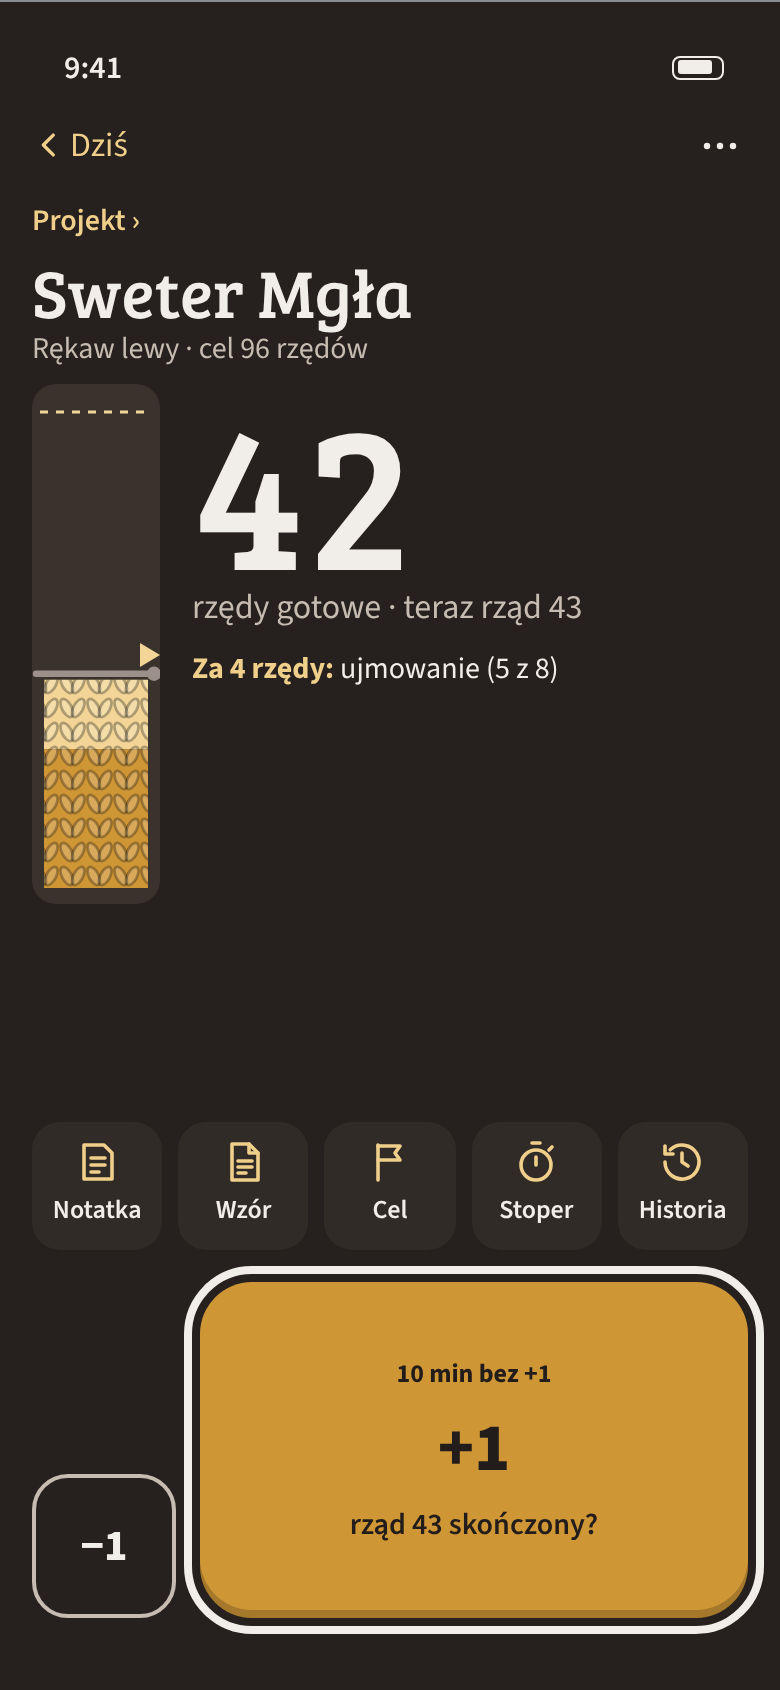 9:41
Dziś
Projekt ›
Sweter Mgła
Rękaw lewy · cel 96 rzędów
42
rzędy gotowe · teraz rząd 43
Za 4 rzędy: ujmowanie (5 z 8)
Notatka
Wzór
Cel
Stoper
Historia
10 min bez +1
+1
rząd 43 skończony?
−1